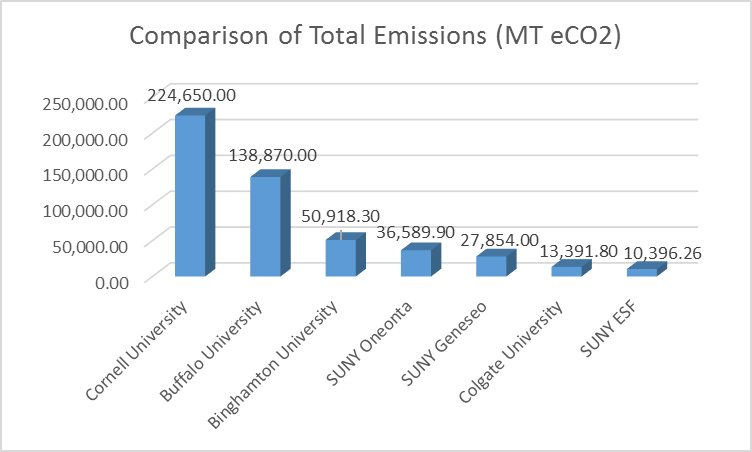 Comparison of Total Emissions (MT eCO2)
250,000.00
200,000.00
150,000.00
100,000.00
50,000.00
0.00
224,650.00
138,870.00
50,918.30
36,589.90
27,854.00
13,391.80
10,396.26
Cornell University
Buffalo University
Binghamton University
SUNY Oneonta
SUNY Geneseo
Colgate University
SUNY ESF